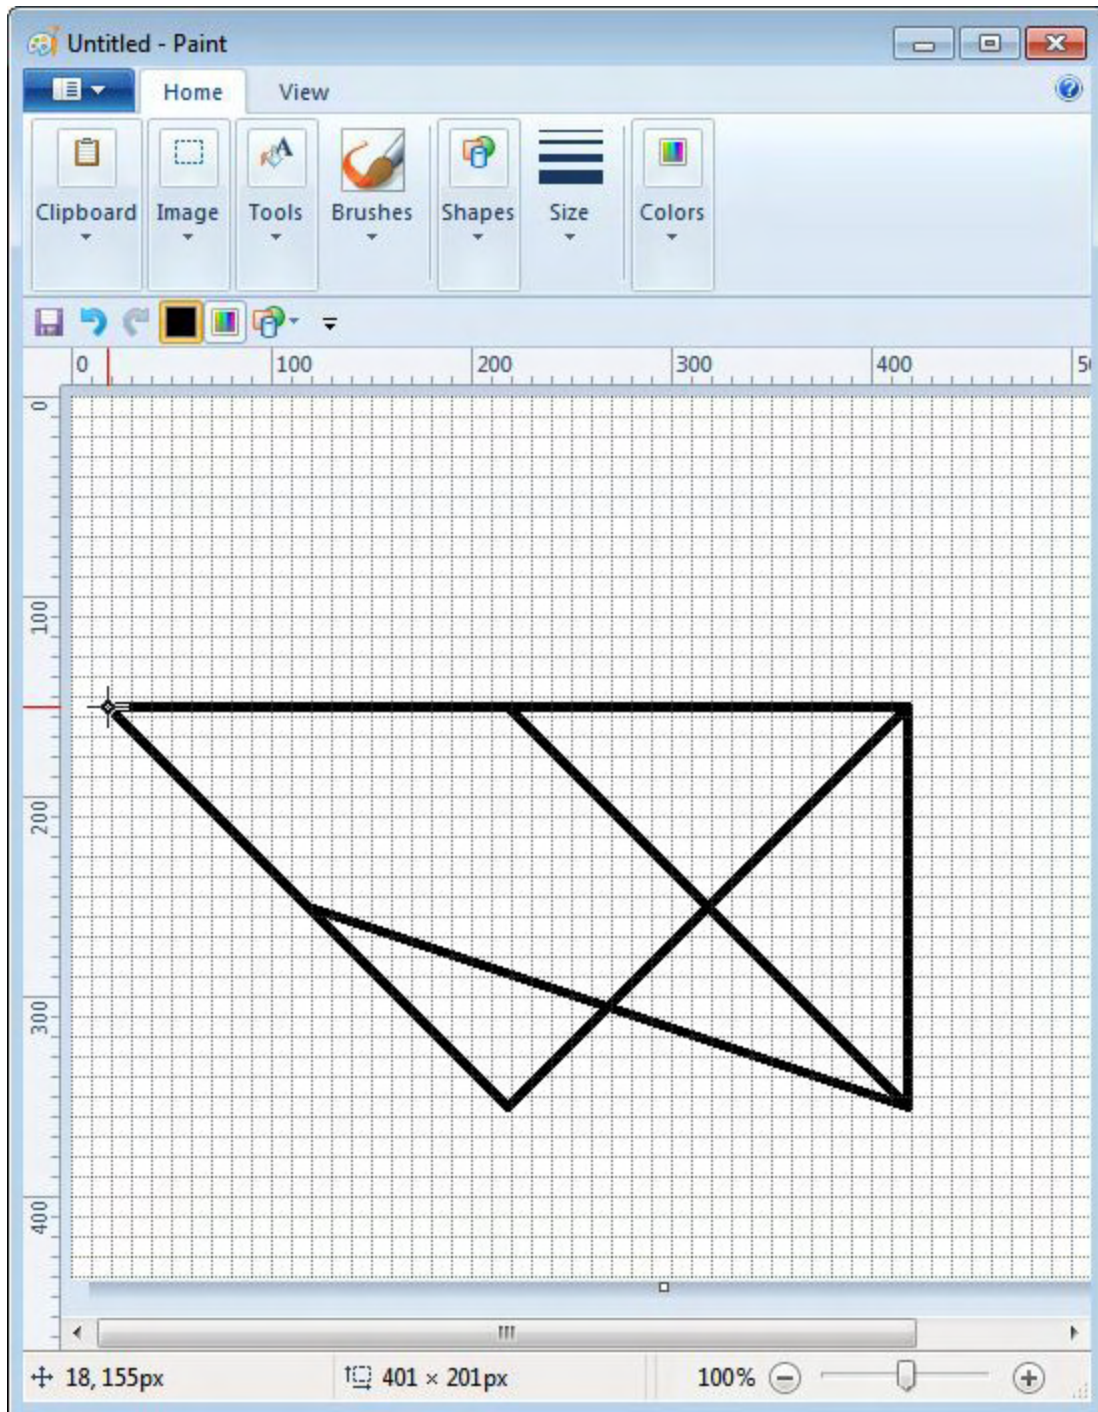 Untitled - Paint
Home View
Clipboard Image Tools Brushes Shapes Size Colors
0 100 200 300 400
0
100
200
300
400
18, 155px 401 × 201px 100%